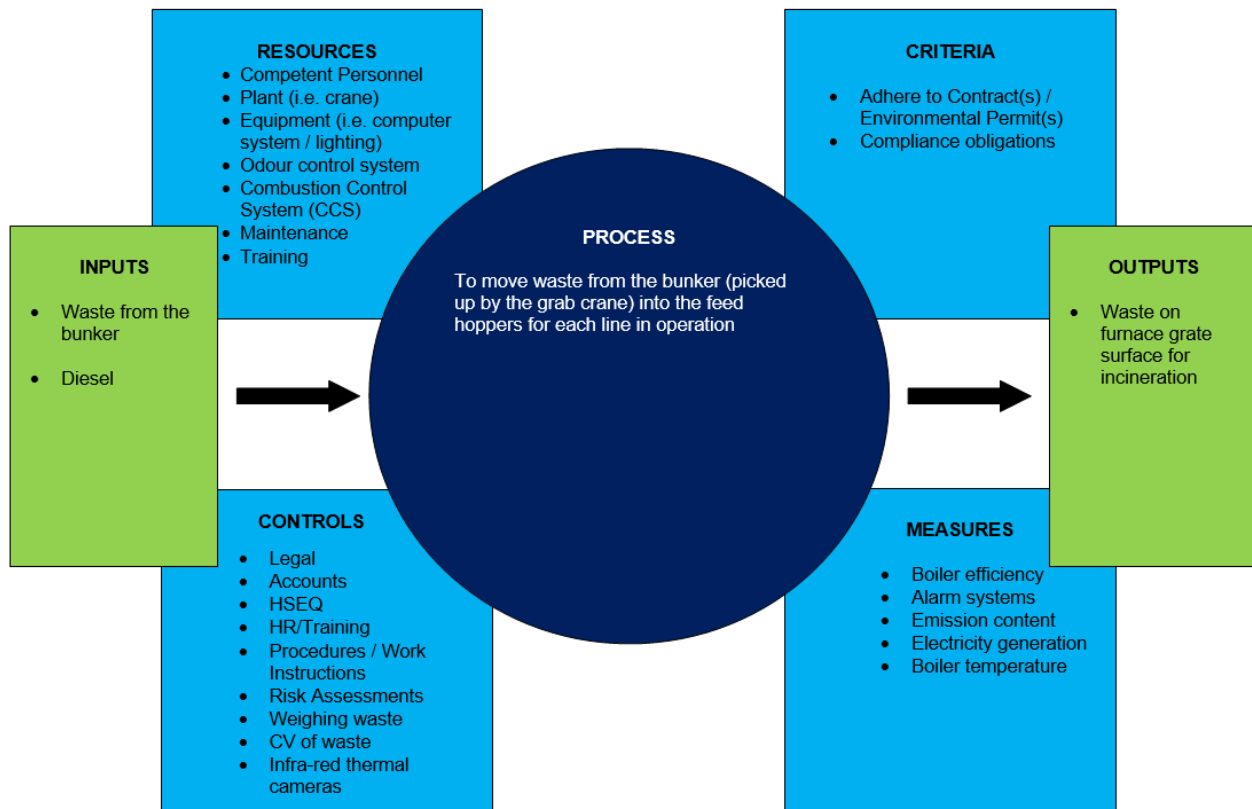 RESOURCES
• Competent Personnel
• Plant (i.e. crane)
• Equipment (i.e. computer
system / lighting)
• Odour control system
• Combustion Control
System (CCS)
• Maintenance
• Training
CRITERIA
• Adhere to Contract(s) /
Environmental Permit(s)
• Compliance obligations
INPUTS
• Waste from the
bunker
• Diesel
PROCESS
To move waste from the bunker (picked
up by the grab crane) into the feed
hoppers for each line in operation
OUTPUTS
• Waste on
furnace grate
surface for
incineration
CONTROLS
• Legal
• Accounts
• HSEQ
• HR/Training
• Procedures / Work
Instructions
• Risk Assessments
• Weighing waste
• CV of waste
• Infra-red thermal
cameras
MEASURES
• Boiler efficiency
• Alarm systems
• Emission content
• Electricity generation
• Boiler temperature